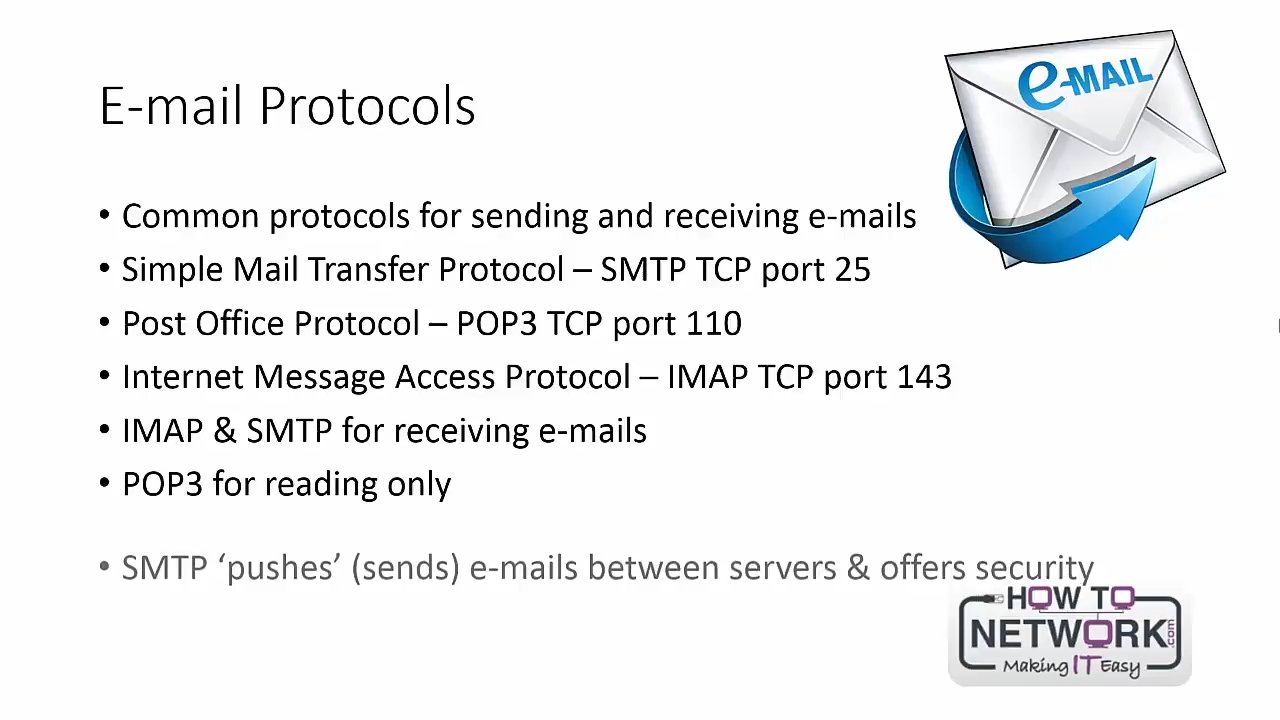 e-MAIL
E-mail Protocols
• Common protocols for sending and receiving e-mails
• Simple Mail Transfer Protocol – SMTP TCP port 25
• Post Office Protocol – POP3 TCP port 110
• Internet Message Access Protocol – IMAP TCP port 143
• IMAP & SMTP for receiving e-mails
• POP3 for reading only
• SMTP ‘pushes’ (sends) e-mails between servers & offers security
HOW TO
NETWORK.com
Making IT Easy